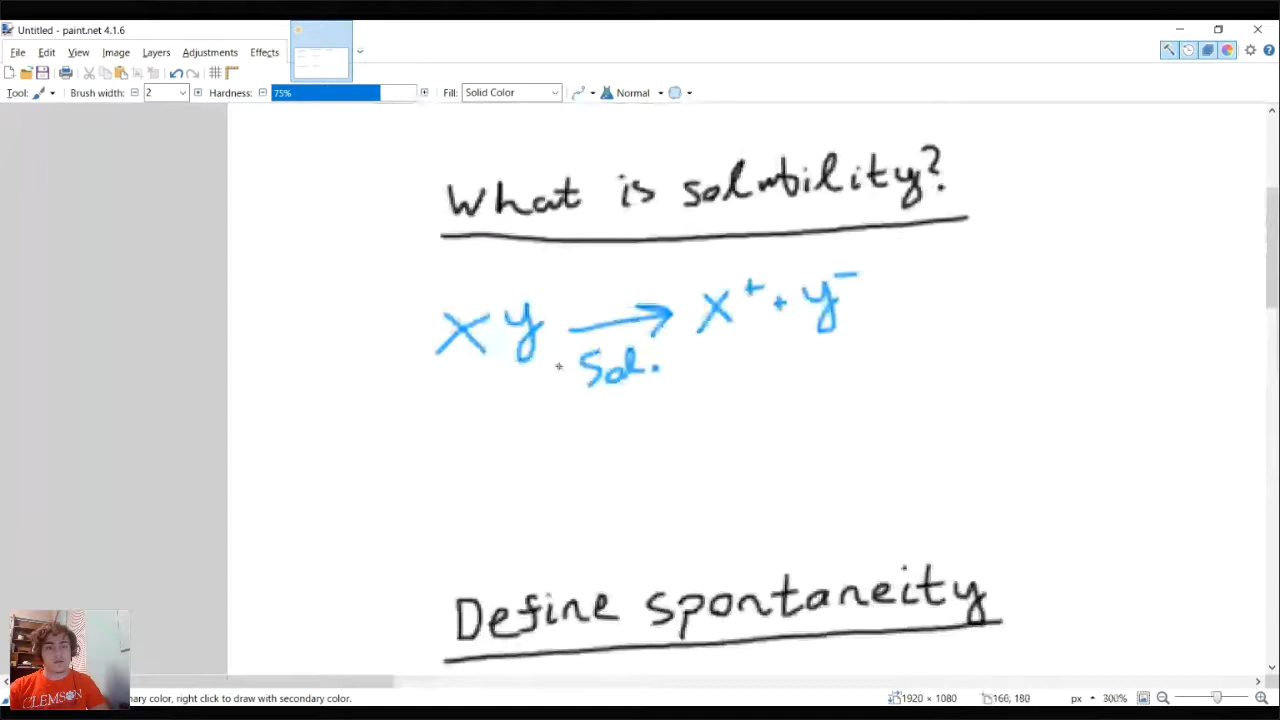 Untitled - paint.net 4.1.6
File Edit View Image Layers Adjustments Effects
Tool: Brush width: 2 Hardness: 75% Fill: Solid Color Normal
What is solubility?
Xy → X⁺ + y⁻
Sol.
Define spontaneity
CLEMSON
mary color, right click to draw with secondary color. 1920 × 1080 166, 180 px 300%